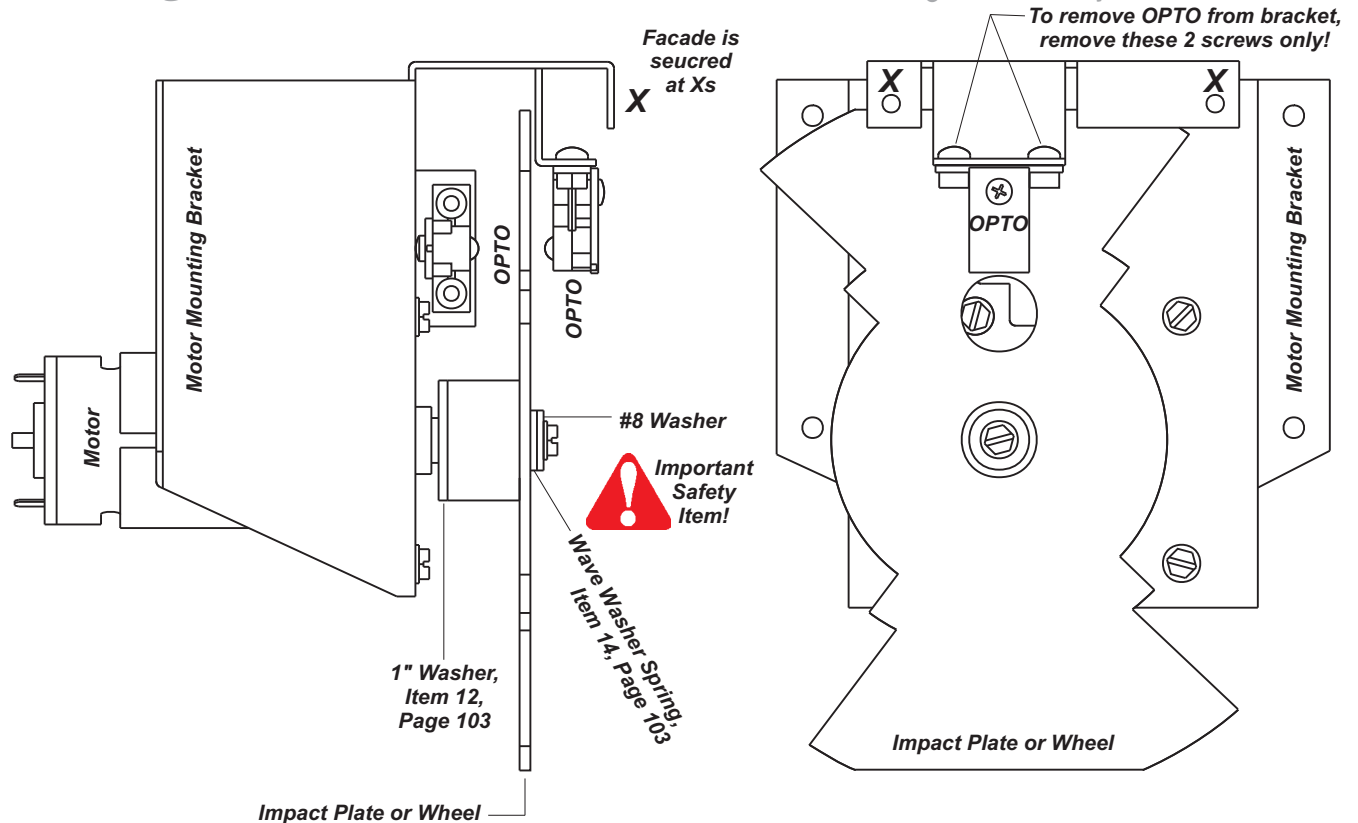 To remove OPTO from bracket,
remove these 2 screws only!
Facade is
seucred
at Xs
X
X
X
Motor Mounting Bracket
OPTO
OPTO
OPTO
Motor Mounting Bracket
Motor
#8 Washer
Important
Safety
Item!
Wave Washer Spring,
Item 14, Page 103
1" Washer,
Item 12,
Page 103
Impact Plate or Wheel
Impact Plate or Wheel